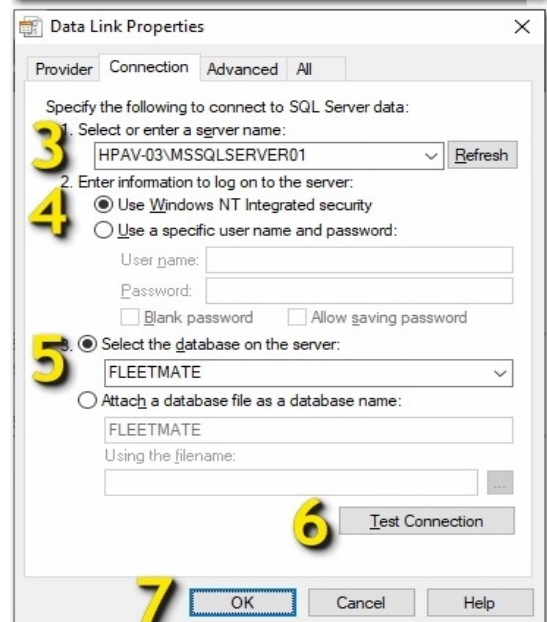 Data Link Properties
Provider Connection Advanced All
Specify the following to connect to SQL Server data:
3 1. Select or enter a server name:
HPAV-03\MSSQLSERVER01 Refresh
2. Enter information to log on to the server:
4 Use Windows NT Integrated security
Use a specific user name and password:
User name:
Password:
Blank password Allow saving password
5 3. Select the database on the server:
FLEETMATE
Attach a database file as a database name:
FLEETMATE
Using the filename:
...
6 Test Connection
7 OK Cancel Help